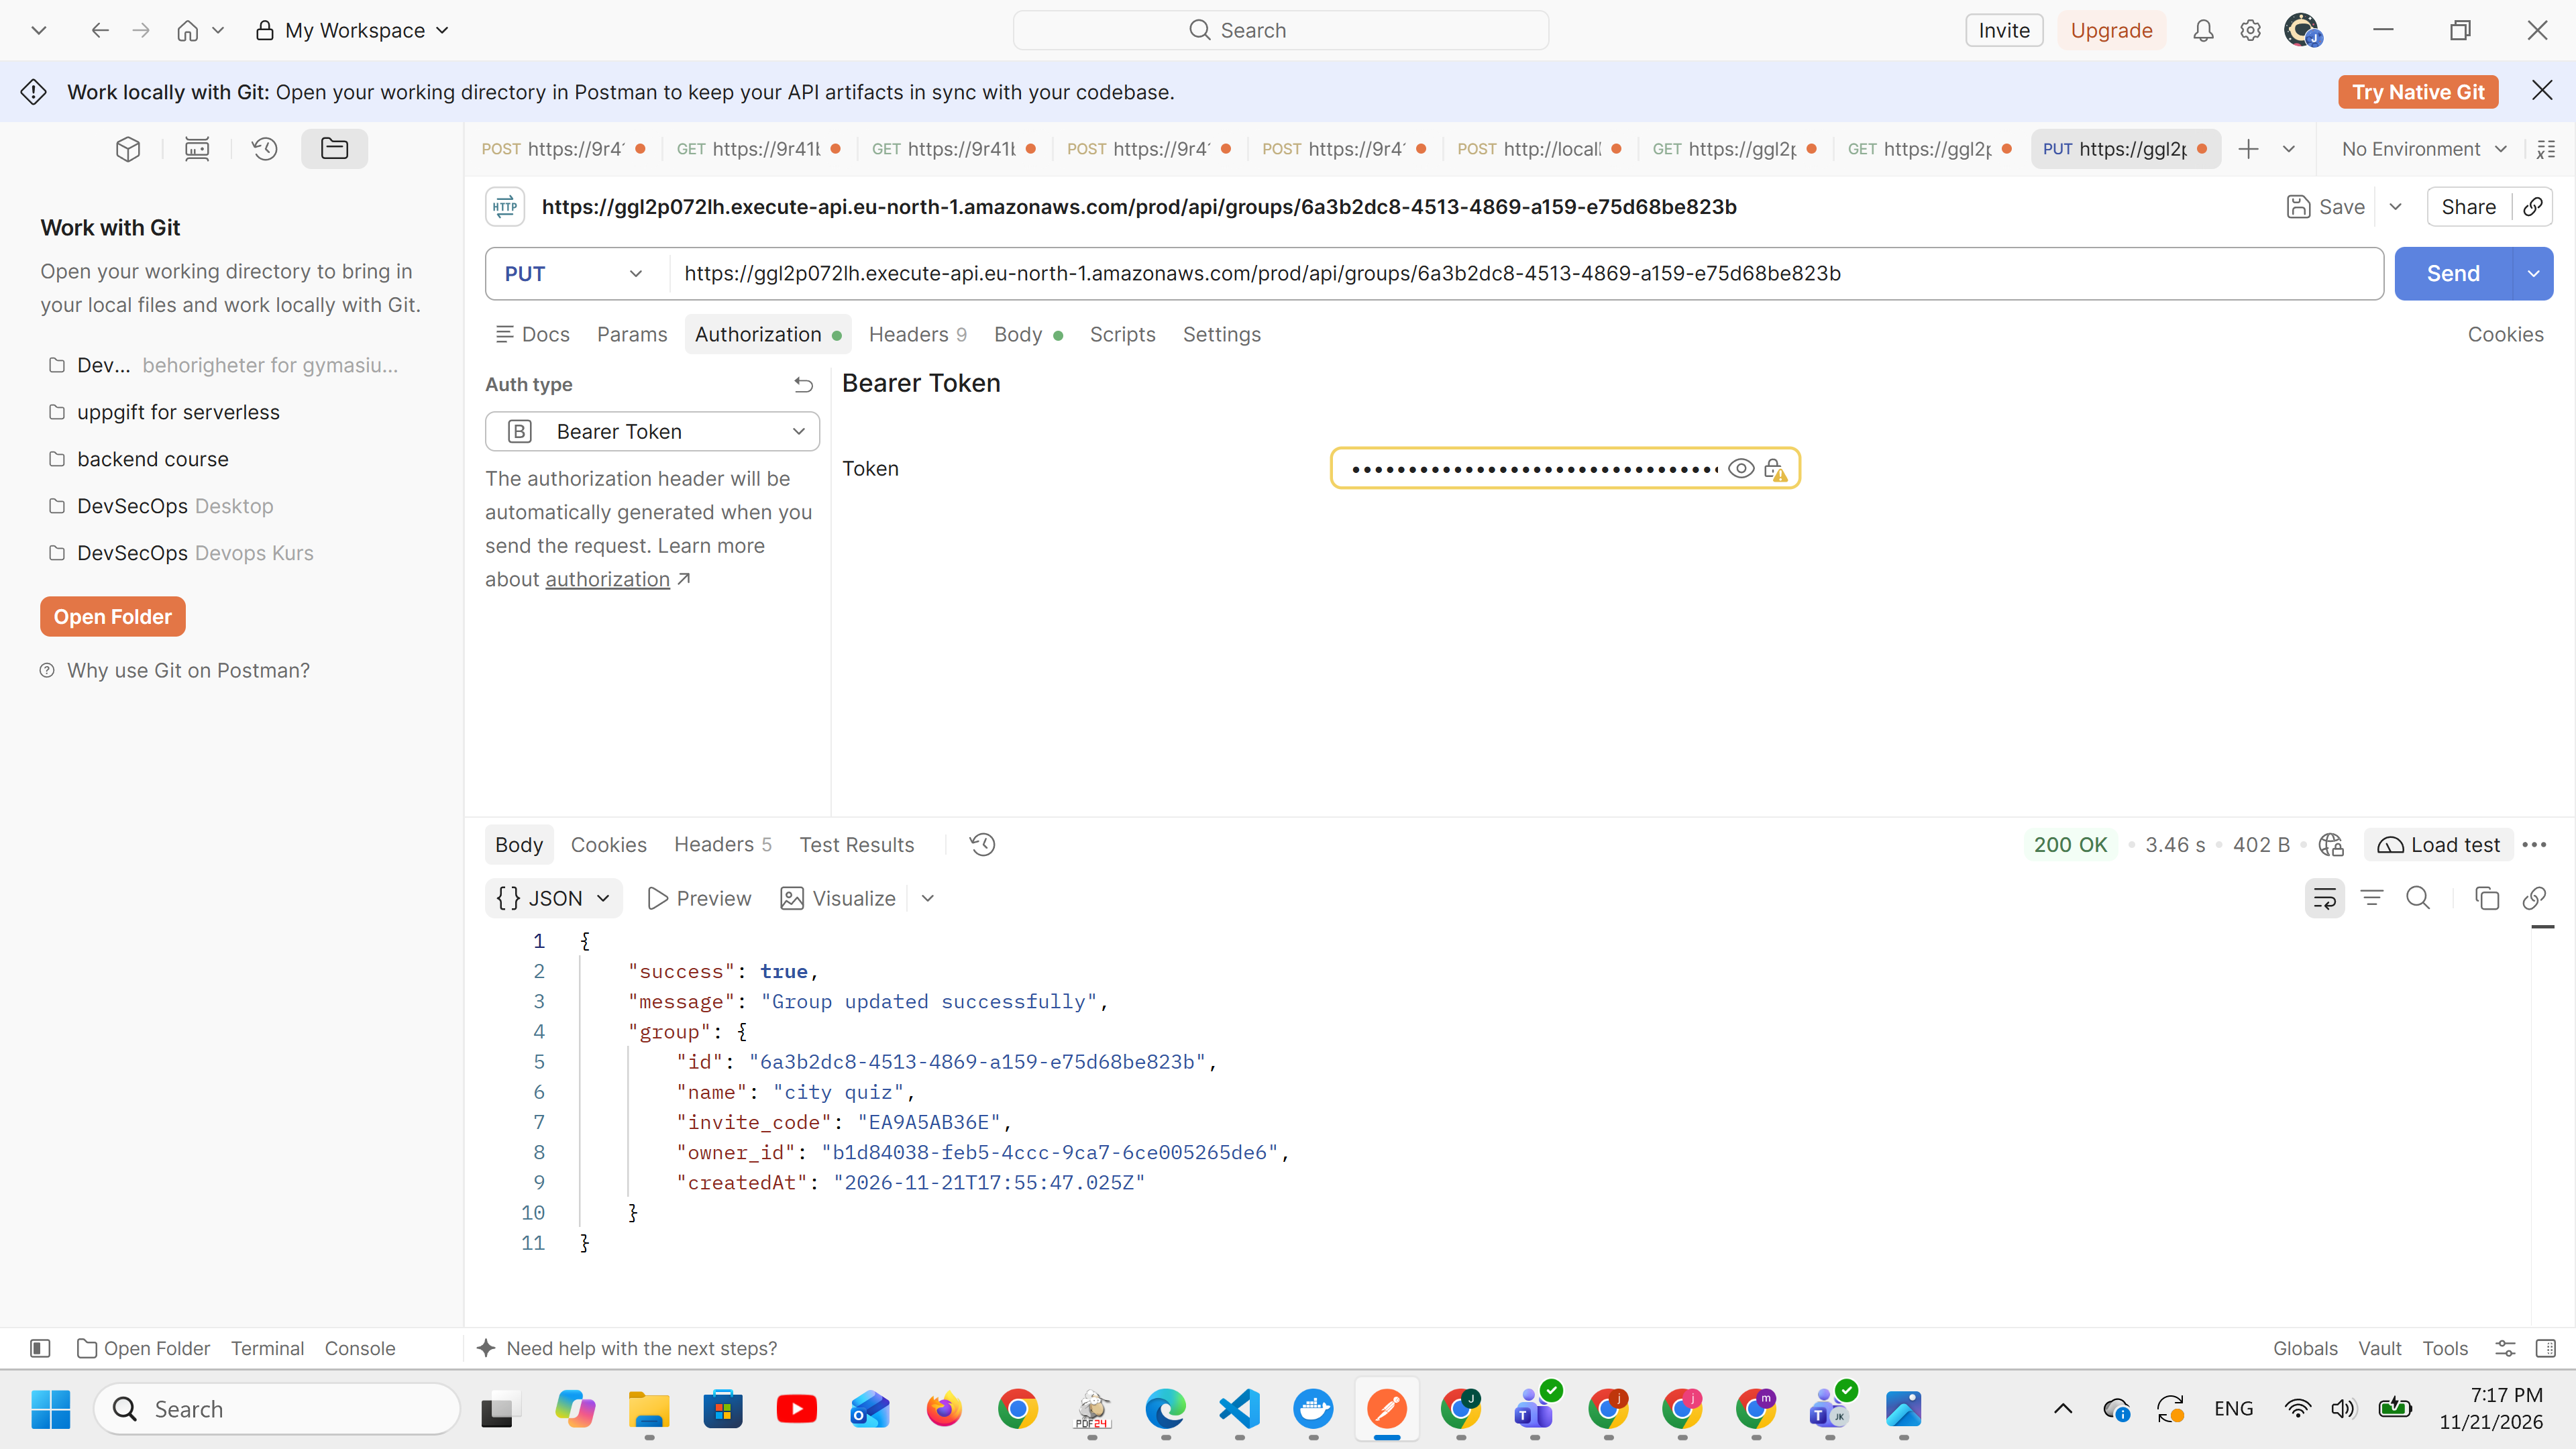 My Workspace
Search
Invite
Upgrade
J
Work locally with Git: Open your working directory in Postman to keep your API artifacts in sync with your codebase.
Try Native Git
POST https://9r4
GET https://9r41
GET https://9r41
POST https://9r4
POST https://9r4
POST http://local
GET https://ggl2
GET https://ggl2
PUT https://ggl2
No Environment
Work with Git
Open your working directory to bring in
your local files and work locally with Git.
Dev... behorigheter for gymasiu...
uppgift for serverless
backend course
DevSecOps Desktop
DevSecOps Devops Kurs
Open Folder
Why use Git on Postman?
HTTP
https://ggl2p072lh.execute-api.eu-north-1.amazonaws.com/prod/api/groups/6a3b2dc8-4513-4869-a159-e75d68be823b
Save
Share
PUT
https://ggl2p072lh.execute-api.eu-north-1.amazonaws.com/prod/api/groups/6a3b2dc8-4513-4869-a159-e75d68be823b
Send
Docs
Params
Authorization
Headers 9
Body
Scripts
Settings
Cookies
Auth type
B Bearer Token
The authorization header will be
automatically generated when you
send the request. Learn more
about authorization
Bearer Token
Token
Body
Cookies
Headers 5
Test Results
200 OK
3.46 s
402 B
Load test
{} JSON
Preview
Visualize
1 {
2 "success": true,
3 "message": "Group updated successfully",
4 "group": {
5 "id": "6a3b2dc8-4513-4869-a159-e75d68be823b",
6 "name": "city quiz",
7 "invite_code": "EA9A5AB36E",
8 "owner_id": "b1d84038-feb5-4ccc-9ca7-6ce005265de6",
9 "createdAt": "2026-11-21T17:55:47.025Z"
10 }
11 }
Open Folder
Terminal
Console
Need help with the next steps?
Globals
Vault
Tools
Search
PDF24
J
T
j
j
m
T
JK
ENG
7:17 PM
11/21/2026